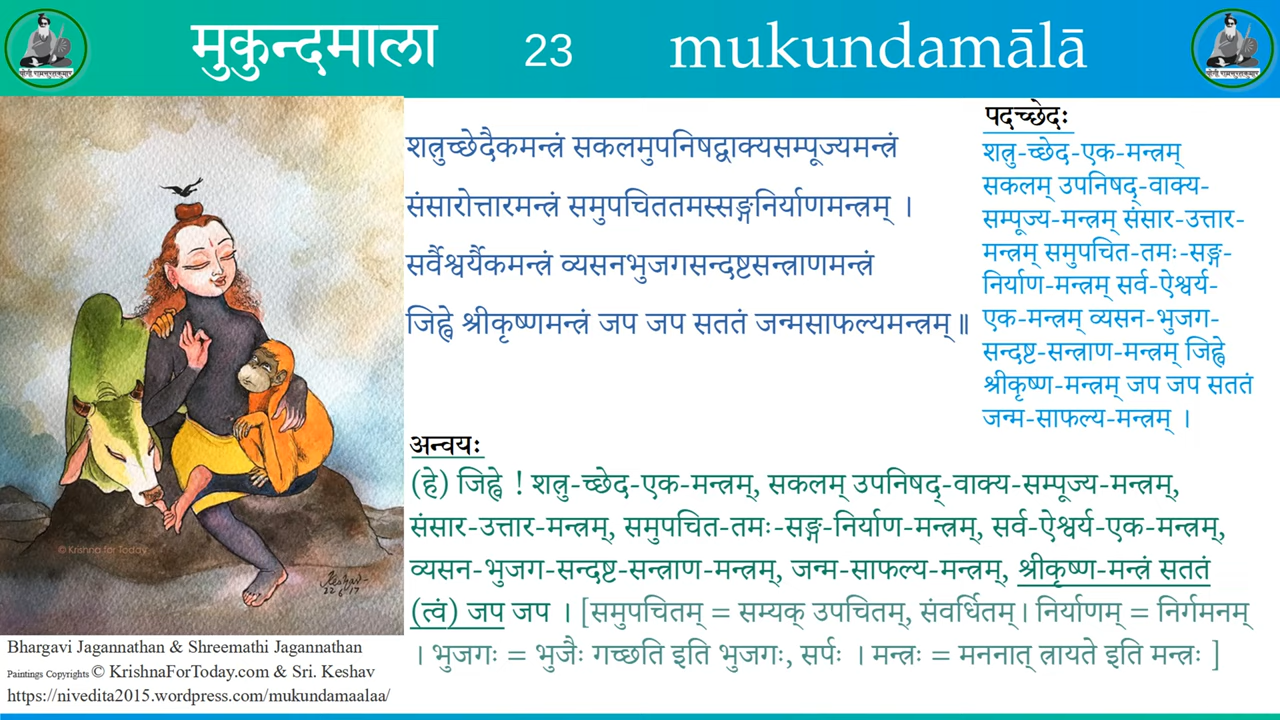 मुकुन्दमाला 23 mukundamālā
योगी रामसुरतकुमार
योगी रामसुरतकुमार
शत्रुच्छेदैकमन्त्रं सकलमुपनिषद्वाक्यसम्पूज्यमन्त्रं
संसारोत्तारमन्त्रं समुपचिततमस्सङ्गनिर्याणमन्त्रम् ।
सर्वैश्वर्यैकमन्त्रं व्यसनभुजगसन्दष्टसन्त्राणमन्त्रं
जिह्वे श्रीकृष्णमन्त्रं जप जप सततं जन्मसाफल्यमन्त्रम् ॥
पदच्छेदः
शत्रु-च्छेद-एक-मन्त्रम्
सकलम् उपनिषद्-वाक्य-
सम्पूज्य-मन्त्रम् संसार-उत्तार-
मन्त्रम् समुपचित-तमः-सङ्ग-
निर्याण-मन्त्रम् सर्व-ऐश्वर्य-
एक-मन्त्रम् व्यसन-भुजग-
सन्दष्ट-सन्त्राण-मन्त्रम् जिह्वे
श्रीकृष्ण-मन्त्रम् जप जप सततं
जन्म-साफल्य-मन्त्रम् ।
अन्वयः
(हे) जिह्वे ! शत्रु-च्छेद-एक-मन्त्रम्, सकलम् उपनिषद्-वाक्य-सम्पूज्य-मन्त्रम्,
संसार-उत्तार-मन्त्रम्, समुपचित-तमः-सङ्ग-निर्याण-मन्त्रम्, सर्व-ऐश्वर्य-एक-मन्त्रम्,
व्यसन-भुजग-सन्दष्ट-सन्त्राण-मन्त्रम्, जन्म-साफल्य-मन्त्रम्, श्रीकृष्ण-मन्त्रं सततं
(त्वं) जप जप । [समुपचितम् = सम्यक् उपचितम्, संवर्धितम्। निर्याणम् = निर्गमनम्
। भुजगः = भुजैः गच्छति इति भुजगः, सर्पः । मन्त्रः = मननात् त्रायते इति मन्त्रः ]
© Krishna for Today
Keshav
22 6 17
Bhargavi Jagannathan & Shreemathi Jagannathan
Paintings Copyrights © KrishnaForToday.com & Sri. Keshav
https://nivedita2015.wordpress.com/mukundamaalaa/